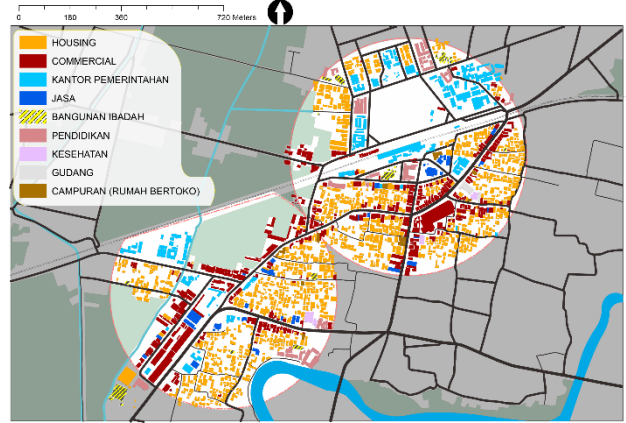 0 180 360 720 Meters
HOUSING
COMMERCIAL
KANTOR PEMERINTAHAN
JASA
BANGUNAN IBADAH
PENDIDIKAN
KESEHATAN
GUDANG
CAMPURAN (RUMAH BERTOKO)